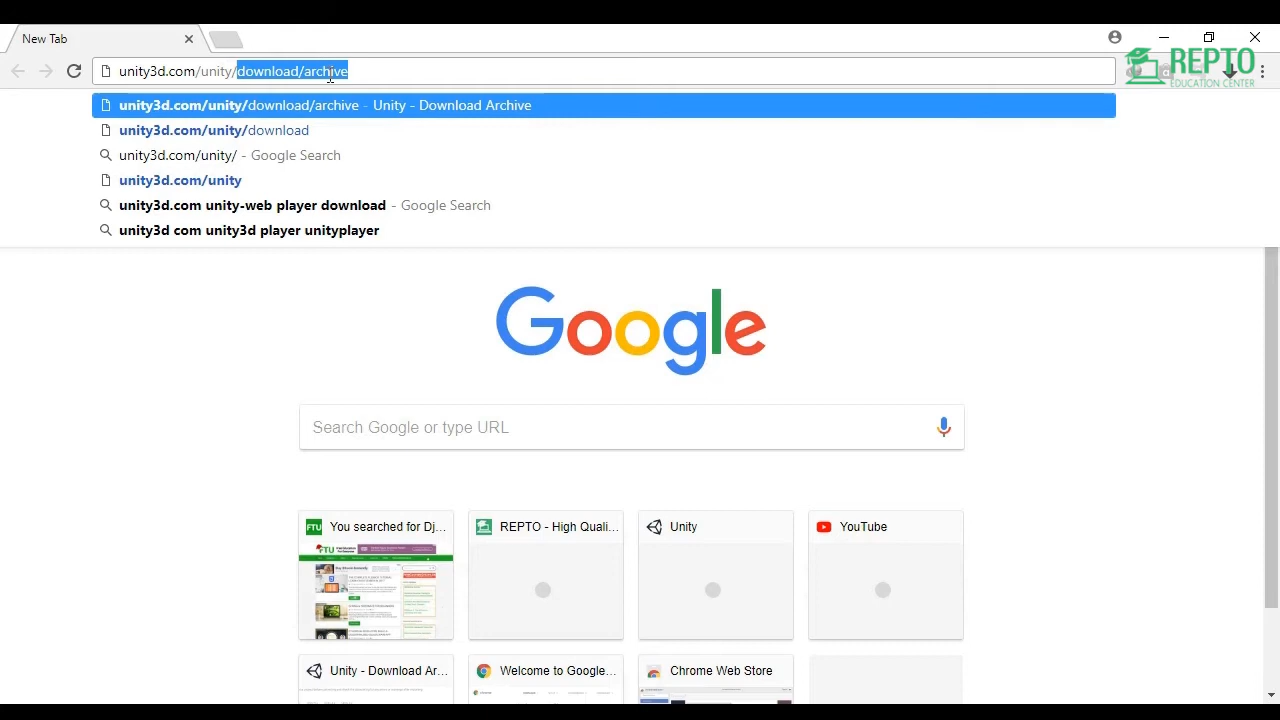 New Tab
REPTO
EDUCATION CENTER
unity3d.com/unity/download/archive
unity3d.com/unity/download/archive - Unity - Download Archive
unity3d.com/unity/download
unity3d.com/unity/ - Google Search
unity3d.com/unity
unity3d.com unity-web player download - Google Search
unity3d com unity3d player unityplayer
Google
Search Google or type URL
FTU You searched for Dj...
REPTO - High Quali...
Unity
YouTube
FTU
Unity - Download Ar...
Welcome to Google...
Chrome Web Store